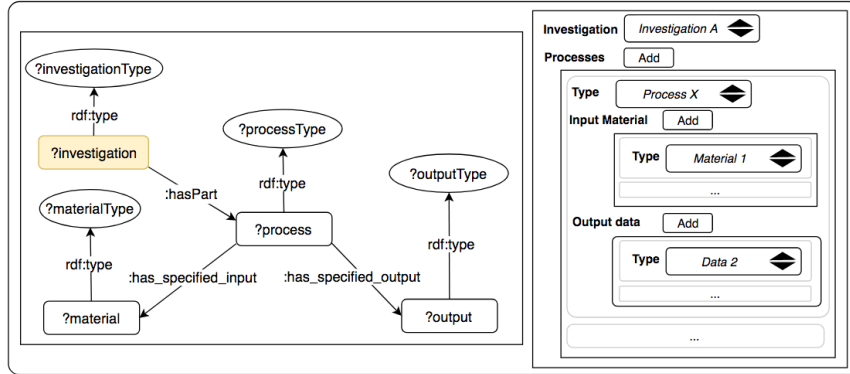 ?investigationType
rdf:type
?investigation
:hasPart
?processType
rdf:type
?process
?outputType
rdf:type
?materialType
rdf:type
:has_specified_input
:has_specified_output
?material
?output
Investigation Investigation A
Processes Add
Type Process X
Input Material Add
Type Material 1
...
Output data Add
Type Data 2
...
...